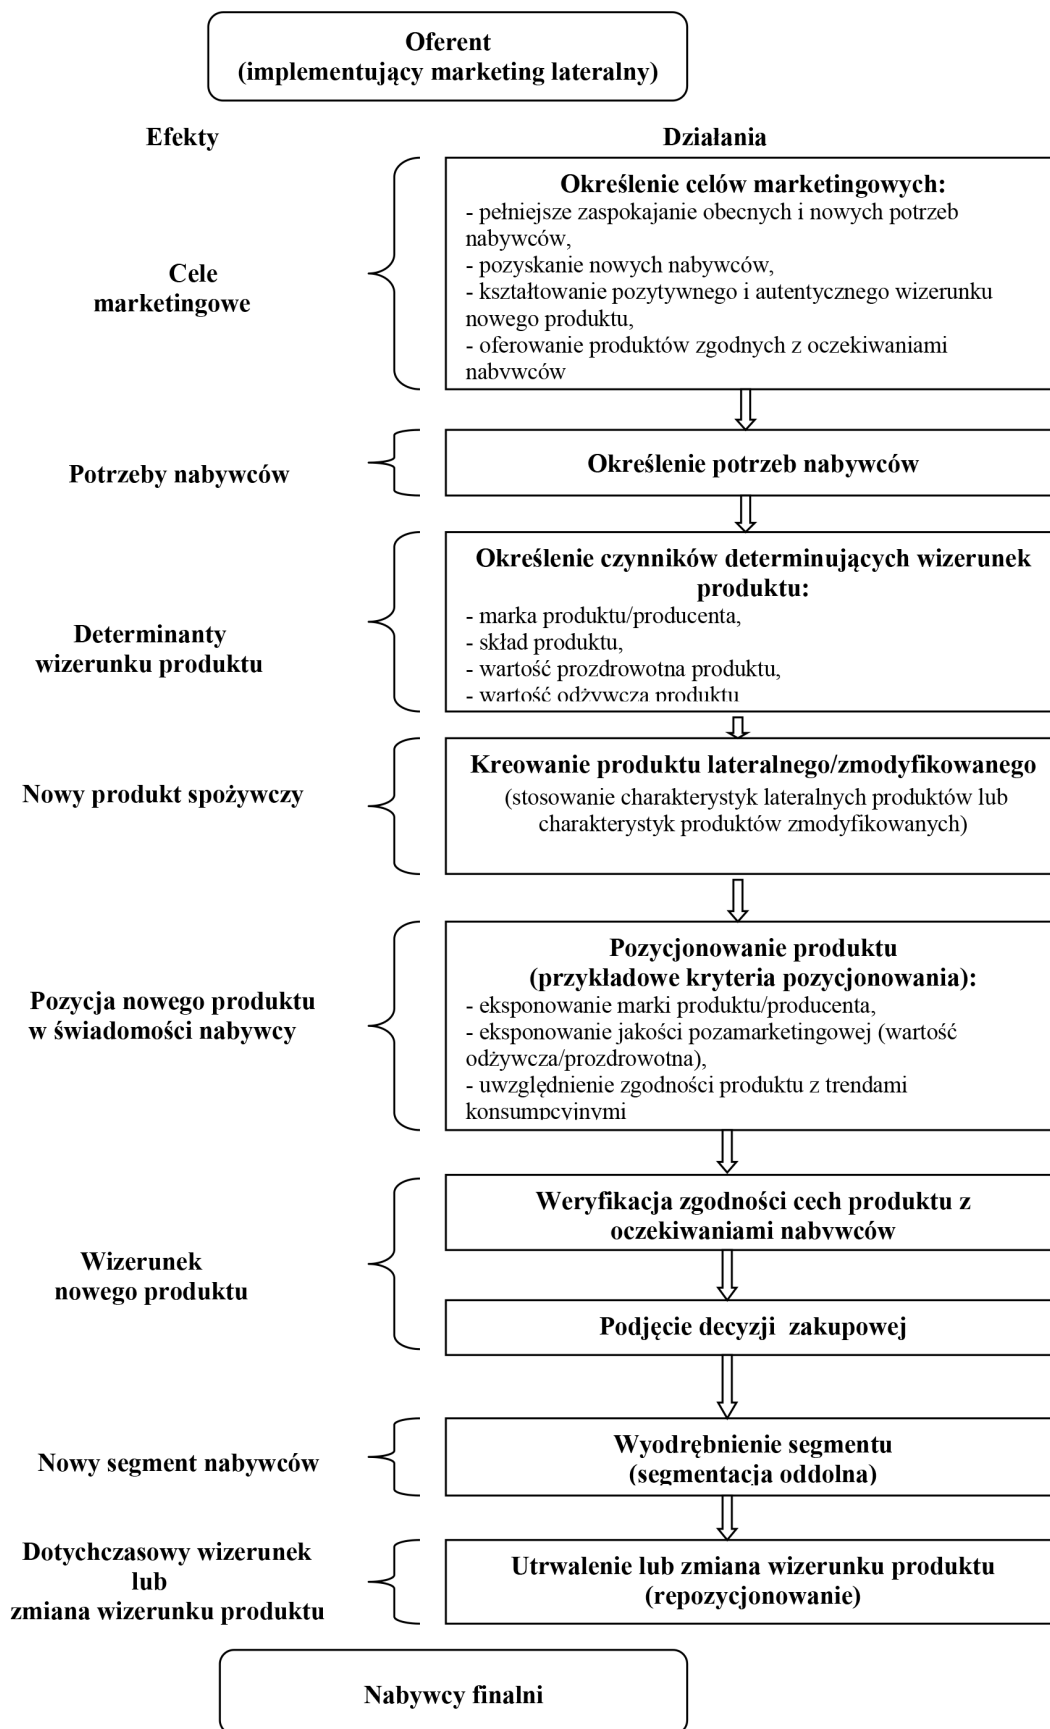 Oferent
(implementujący marketing lateralny)
Efekty
Działania
Cele
marketingowe
Określenie celów marketingowych:
- pełniejsze zaspokajanie obecnych i nowych potrzeb
nabywców,
- pozyskanie nowych nabywców,
- kształtowanie pozytywnego i autentycznego wizerunku
nowego produktu,
- oferowanie produktów zgodnych z oczekiwaniami
nabywców
Potrzeby nabywców
Określenie potrzeb nabywców
Determinanty
wizerunku produktu
Określenie czynników determinujących wizerunek
produktu:
- marka produktu/producenta,
- skład produktu,
- wartość prozdrowotna produktu,
- wartość odżywcza produktu
Nowy produkt spożywczy
Kreowanie produktu lateralnego/zmodyfikowanego
(stosowanie charakterystyk lateralnych produktów lub
charakterystyk produktów zmodyfikowanych)
Pozycja nowego produktu
w świadomości nabywcy
Pozycjonowanie produktu
(przykładowe kryteria pozycjonowania):
- eksponowanie marki produktu/producenta,
- eksponowanie jakości pozamarketingowej (wartość
odżywcza/prozdrowotna),
- uwzględnienie zgodności produktu z trendami
konsumpcyjnymi
Wizerunek
nowego produktu
Weryfikacja zgodności cech produktu z
oczekiwaniami nabywców
Podjęcie decyzji zakupowej
Nowy segment nabywców
Wyodrębnienie segmentu
(segmentacja oddolna)
Dotychczasowy wizerunek
lub
zmiana wizerunku produktu
Utrwalenie lub zmiana wizerunku produktu
(repozycjonowanie)
Nabywcy finalni